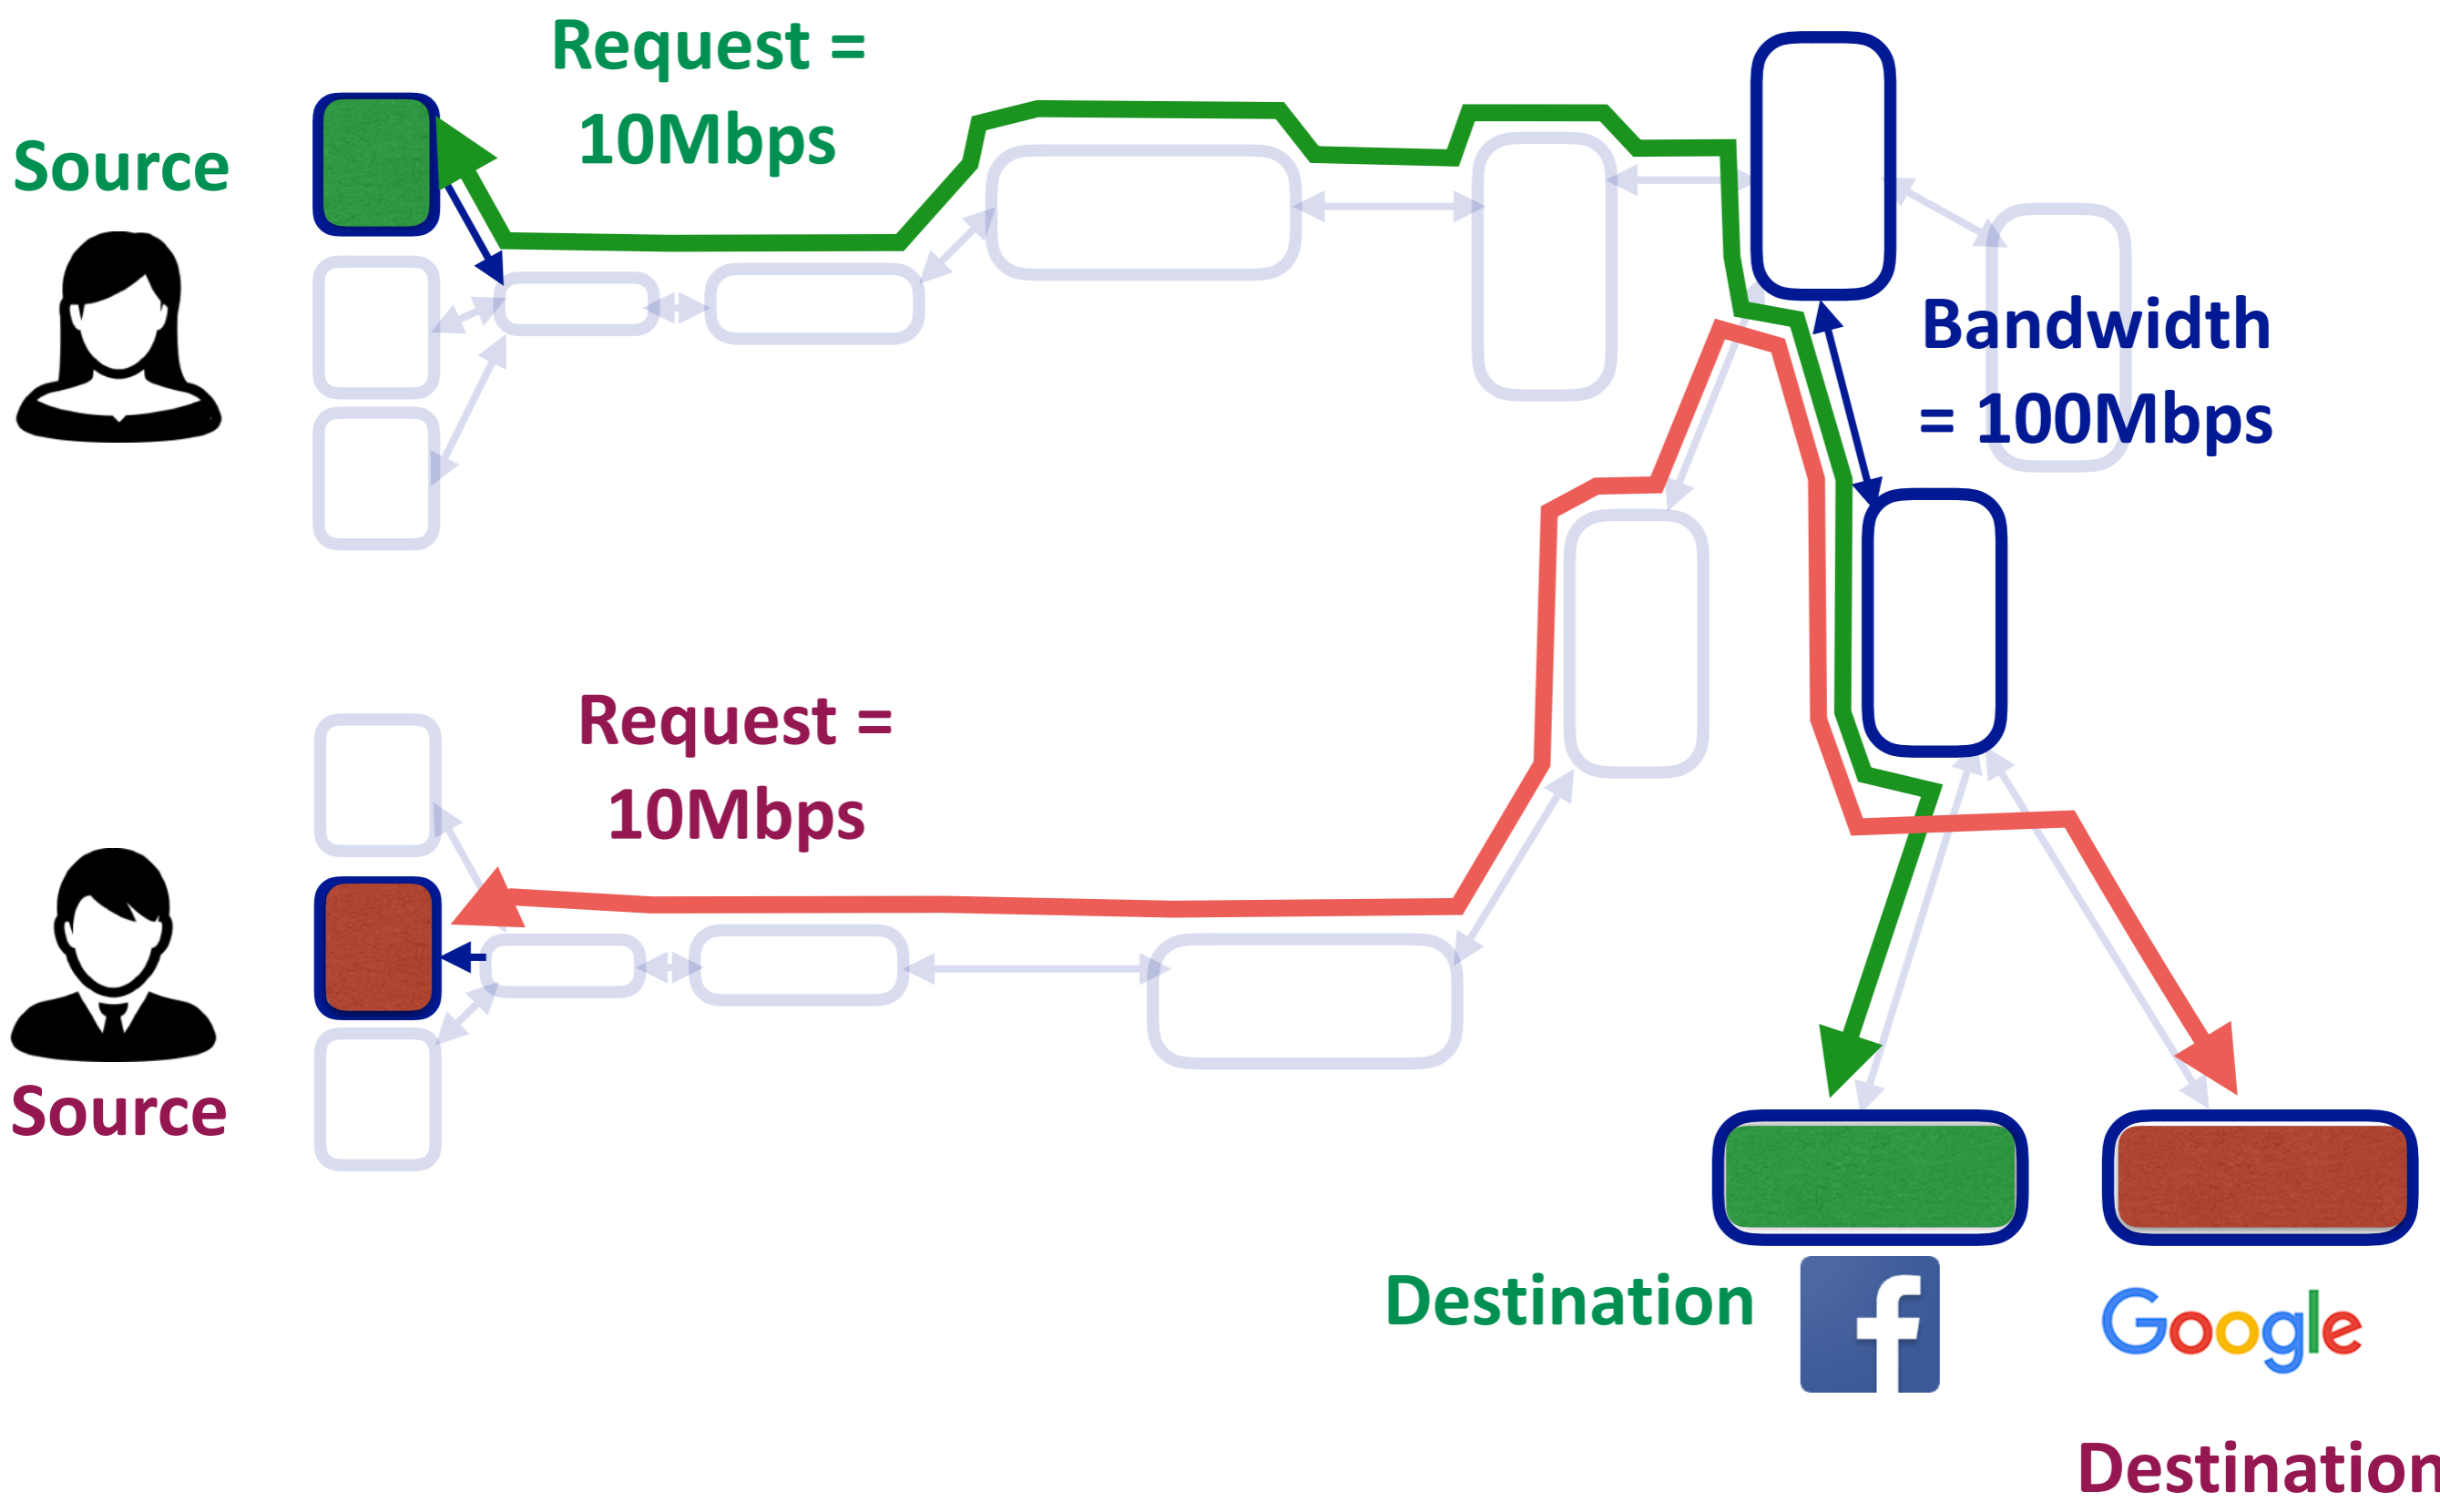 Request =
10Mbps
Source
Bandwidth
= 100Mbps
Request =
10Mbps
Source
Destination
f
Google
Destination